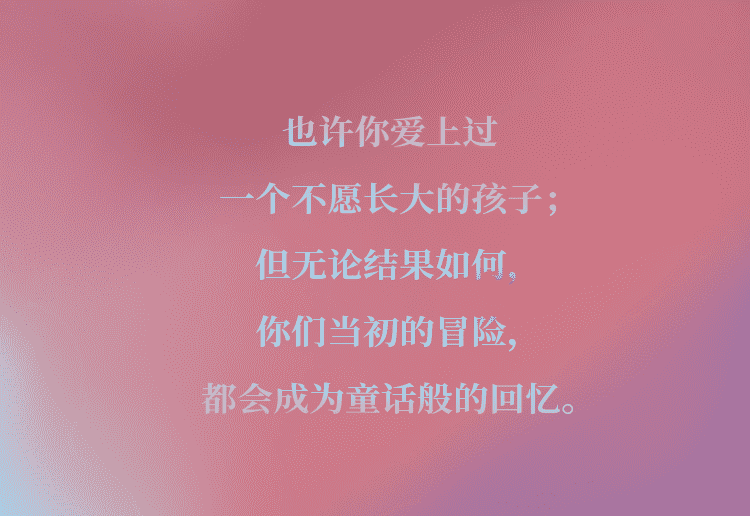 也许你爱上过
一个不愿长大的孩子；
但无论结果如何，
你们当初的冒险，
都会成为童话般的回忆。